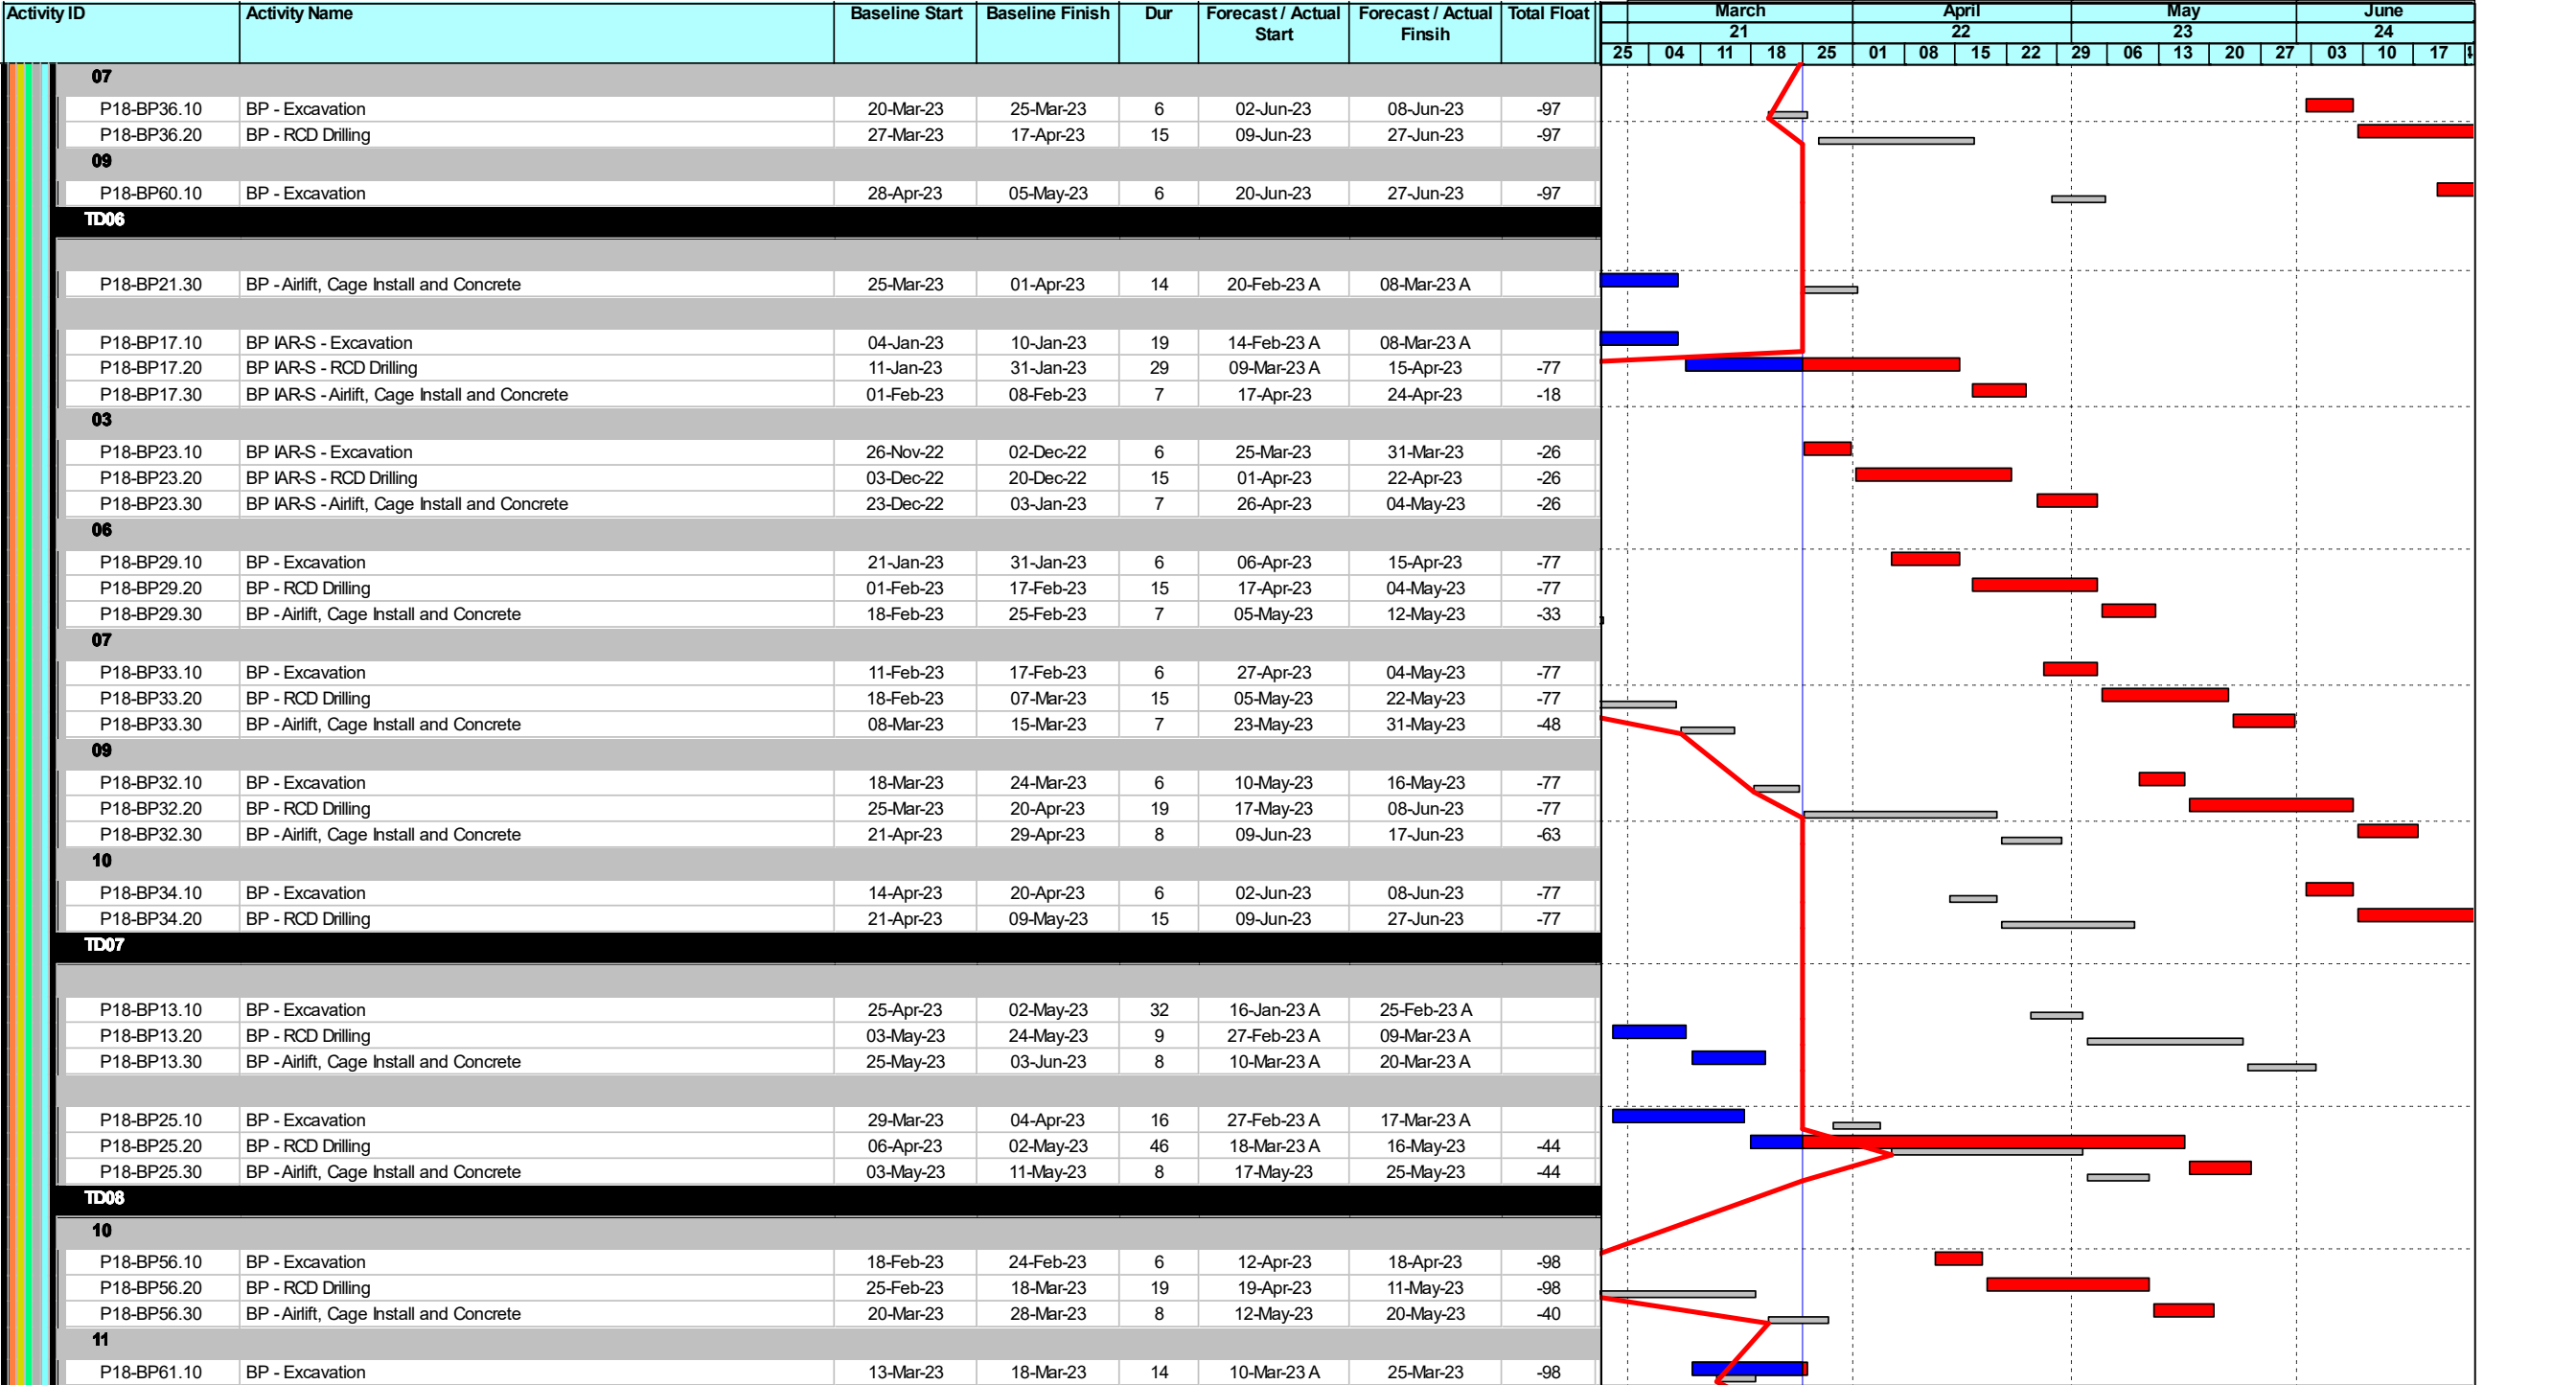 Activity ID Activity Name Baseline Start Baseline Finish Dur Forecast / Actual Start Forecast / Actual Finsih Total Float March April May June
21 22 23 24
25 04 11 18 25 01 08 15 22 29 06 13 20 27 03 10 17
07
P18-BP36.10 BP - Excavation 20-Mar-23 25-Mar-23 6 02-Jun-23 08-Jun-23 -97
P18-BP36.20 BP - RCD Drilling 27-Mar-23 17-Apr-23 15 09-Jun-23 27-Jun-23 -97
09
P18-BP60.10 BP - Excavation 28-Apr-23 05-May-23 6 20-Jun-23 27-Jun-23 -97
TD06
P18-BP21.30 BP - Airlift, Cage Install and Concrete 25-Mar-23 01-Apr-23 14 20-Feb-23 A 08-Mar-23 A
P18-BP17.10 BP IAR-S - Excavation 04-Jan-23 10-Jan-23 19 14-Feb-23 A 08-Mar-23 A
P18-BP17.20 BP IAR-S - RCD Drilling 11-Jan-23 31-Jan-23 29 09-Mar-23 A 15-Apr-23 -77
P18-BP17.30 BP IAR-S - Airlift, Cage Install and Concrete 01-Feb-23 08-Feb-23 7 17-Apr-23 24-Apr-23 -18
03
P18-BP23.10 BP IAR-S - Excavation 26-Nov-22 02-Dec-22 6 25-Mar-23 31-Mar-23 -26
P18-BP23.20 BP IAR-S - RCD Drilling 03-Dec-22 20-Dec-22 15 01-Apr-23 22-Apr-23 -26
P18-BP23.30 BP IAR-S - Airlift, Cage Install and Concrete 23-Dec-22 03-Jan-23 7 26-Apr-23 04-May-23 -26
06
P18-BP29.10 BP - Excavation 21-Jan-23 31-Jan-23 6 06-Apr-23 15-Apr-23 -77
P18-BP29.20 BP - RCD Drilling 01-Feb-23 17-Feb-23 15 17-Apr-23 04-May-23 -77
P18-BP29.30 BP - Airlift, Cage Install and Concrete 18-Feb-23 25-Feb-23 7 05-May-23 12-May-23 -33
07
P18-BP33.10 BP - Excavation 11-Feb-23 17-Feb-23 6 27-Apr-23 04-May-23 -77
P18-BP33.20 BP - RCD Drilling 18-Feb-23 07-Mar-23 15 05-May-23 22-May-23 -77
P18-BP33.30 BP - Airlift, Cage Install and Concrete 08-Mar-23 15-Mar-23 7 23-May-23 31-May-23 -48
09
P18-BP32.10 BP - Excavation 18-Mar-23 24-Mar-23 6 10-May-23 16-May-23 -77
P18-BP32.20 BP - RCD Drilling 25-Mar-23 20-Apr-23 19 17-May-23 08-Jun-23 -77
P18-BP32.30 BP - Airlift, Cage Install and Concrete 21-Apr-23 29-Apr-23 8 09-Jun-23 17-Jun-23 -63
10
P18-BP34.10 BP - Excavation 14-Apr-23 20-Apr-23 6 02-Jun-23 08-Jun-23 -77
P18-BP34.20 BP - RCD Drilling 21-Apr-23 09-May-23 15 09-Jun-23 27-Jun-23 -77
TD07
P18-BP13.10 BP - Excavation 25-Apr-23 02-May-23 32 16-Jan-23 A 25-Feb-23 A
P18-BP13.20 BP - RCD Drilling 03-May-23 24-May-23 9 27-Feb-23 A 09-Mar-23 A
P18-BP13.30 BP - Airlift, Cage Install and Concrete 25-May-23 03-Jun-23 8 10-Mar-23 A 20-Mar-23 A
P18-BP25.10 BP - Excavation 29-Mar-23 04-Apr-23 16 27-Feb-23 A 17-Mar-23 A
P18-BP25.20 BP - RCD Drilling 06-Apr-23 02-May-23 46 18-Mar-23 A 16-May-23 -44
P18-BP25.30 BP - Airlift, Cage Install and Concrete 03-May-23 11-May-23 8 17-May-23 25-May-23 -44
TD08
10
P18-BP56.10 BP - Excavation 18-Feb-23 24-Feb-23 6 12-Apr-23 18-Apr-23 -98
P18-BP56.20 BP - RCD Drilling 25-Feb-23 18-Mar-23 19 19-Apr-23 11-May-23 -98
P18-BP56.30 BP - Airlift, Cage Install and Concrete 20-Mar-23 28-Mar-23 8 12-May-23 20-May-23 -40
11
P18-BP61.10 BP - Excavation 13-Mar-23 18-Mar-23 14 10-Mar-23 A 25-Mar-23 -98